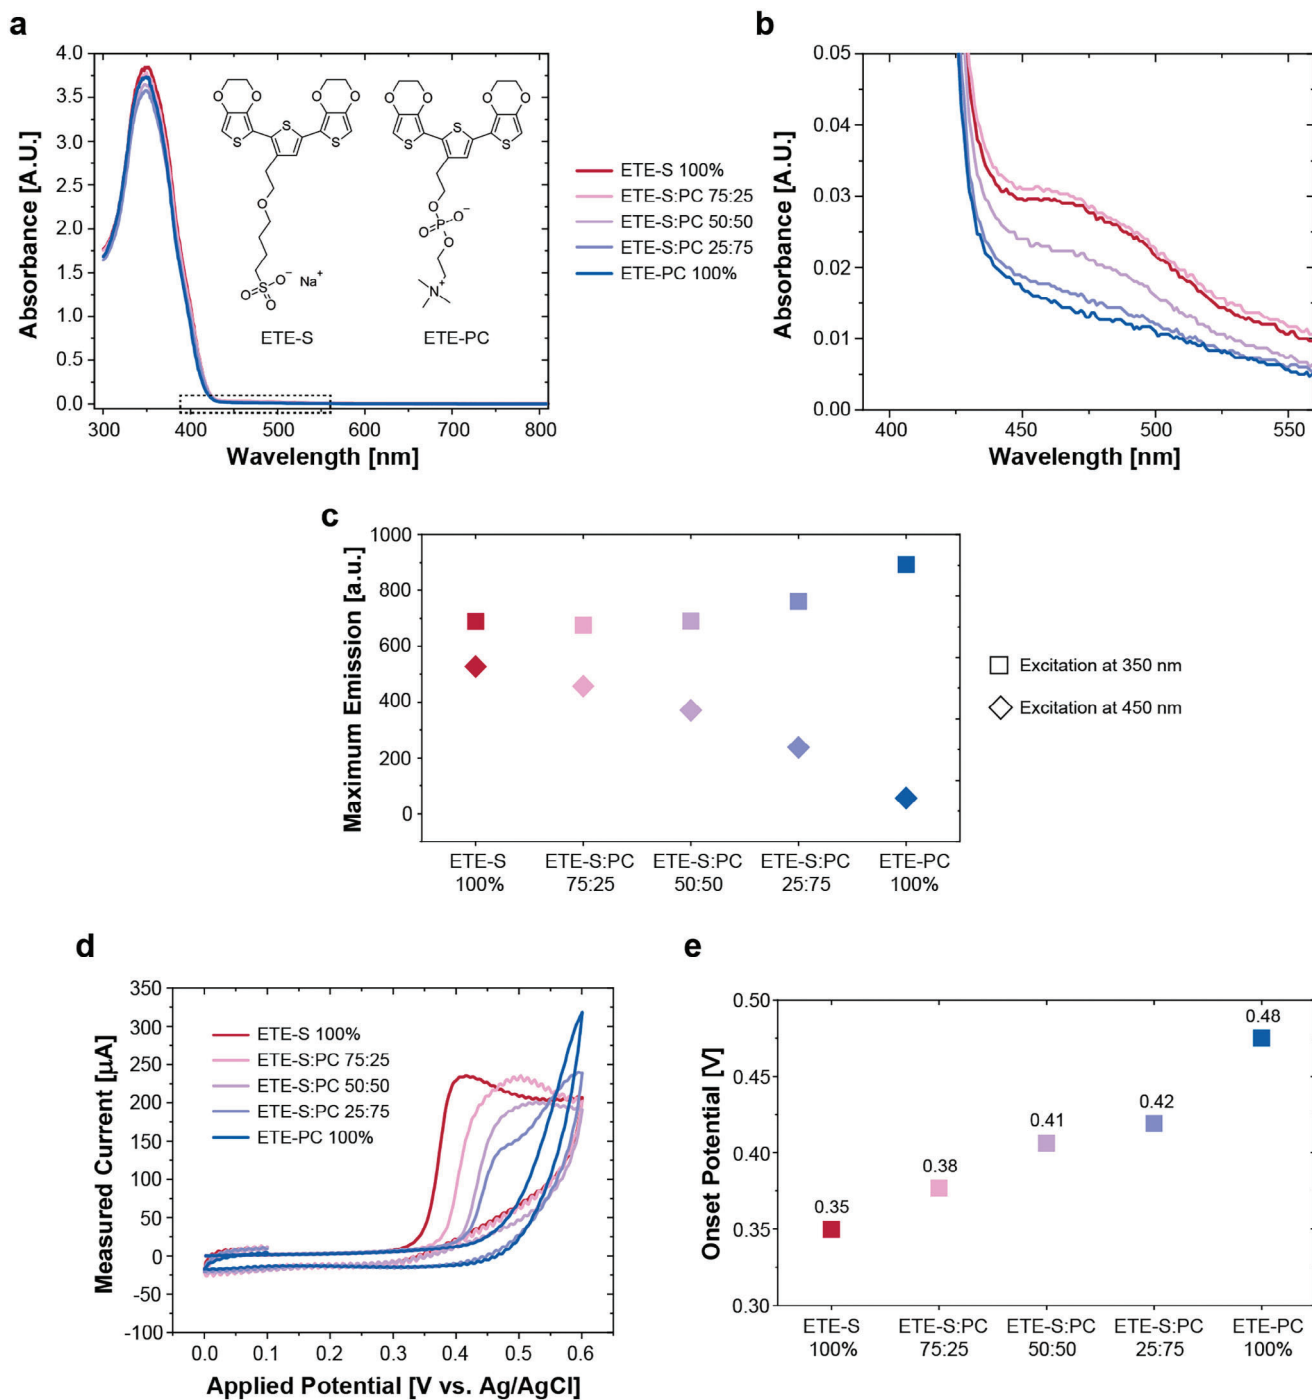 a
4.0
3.5
3.0
2.5
2.0
1.5
1.0
0.5
0.0
Absorbance [A.U.]
300 400 500 600 700 800
Wavelength [nm]
O O O O
S S S
O
O
S O⁻ Na⁺
O
ETE-S
O O O O
S S S
O
O P O⁻
O
N⁺
ETE-PC
ETE-S 100%
ETE-S:PC 75:25
ETE-S:PC 50:50
ETE-S:PC 25:75
ETE-PC 100%
b
0.05
0.04
0.03
0.02
0.01
0.00
Absorbance [A.U.]
400 450 500 550
Wavelength [nm]
c
1000
800
600
400
200
0
Maximum Emission [a.u.]
ETE-S ETE-S:PC ETE-S:PC ETE-S:PC ETE-PC
100% 75:25 50:50 25:75 100%
Excitation at 350 nm
Excitation at 450 nm
d
350
300
250
200
150
100
50
0
-50
-100
Measured Current [µA]
ETE-S 100%
ETE-S:PC 75:25
ETE-S:PC 50:50
ETE-S:PC 25:75
ETE-PC 100%
0.0 0.1 0.2 0.3 0.4 0.5 0.6
Applied Potential [V vs. Ag/AgCl]
e
0.50
0.45
0.40
0.35
0.30
Onset Potential [V]
0.48
0.42
0.41
0.38
0.35
ETE-S ETE-S:PC ETE-S:PC ETE-S:PC ETE-PC
100% 75:25 50:50 25:75 100%